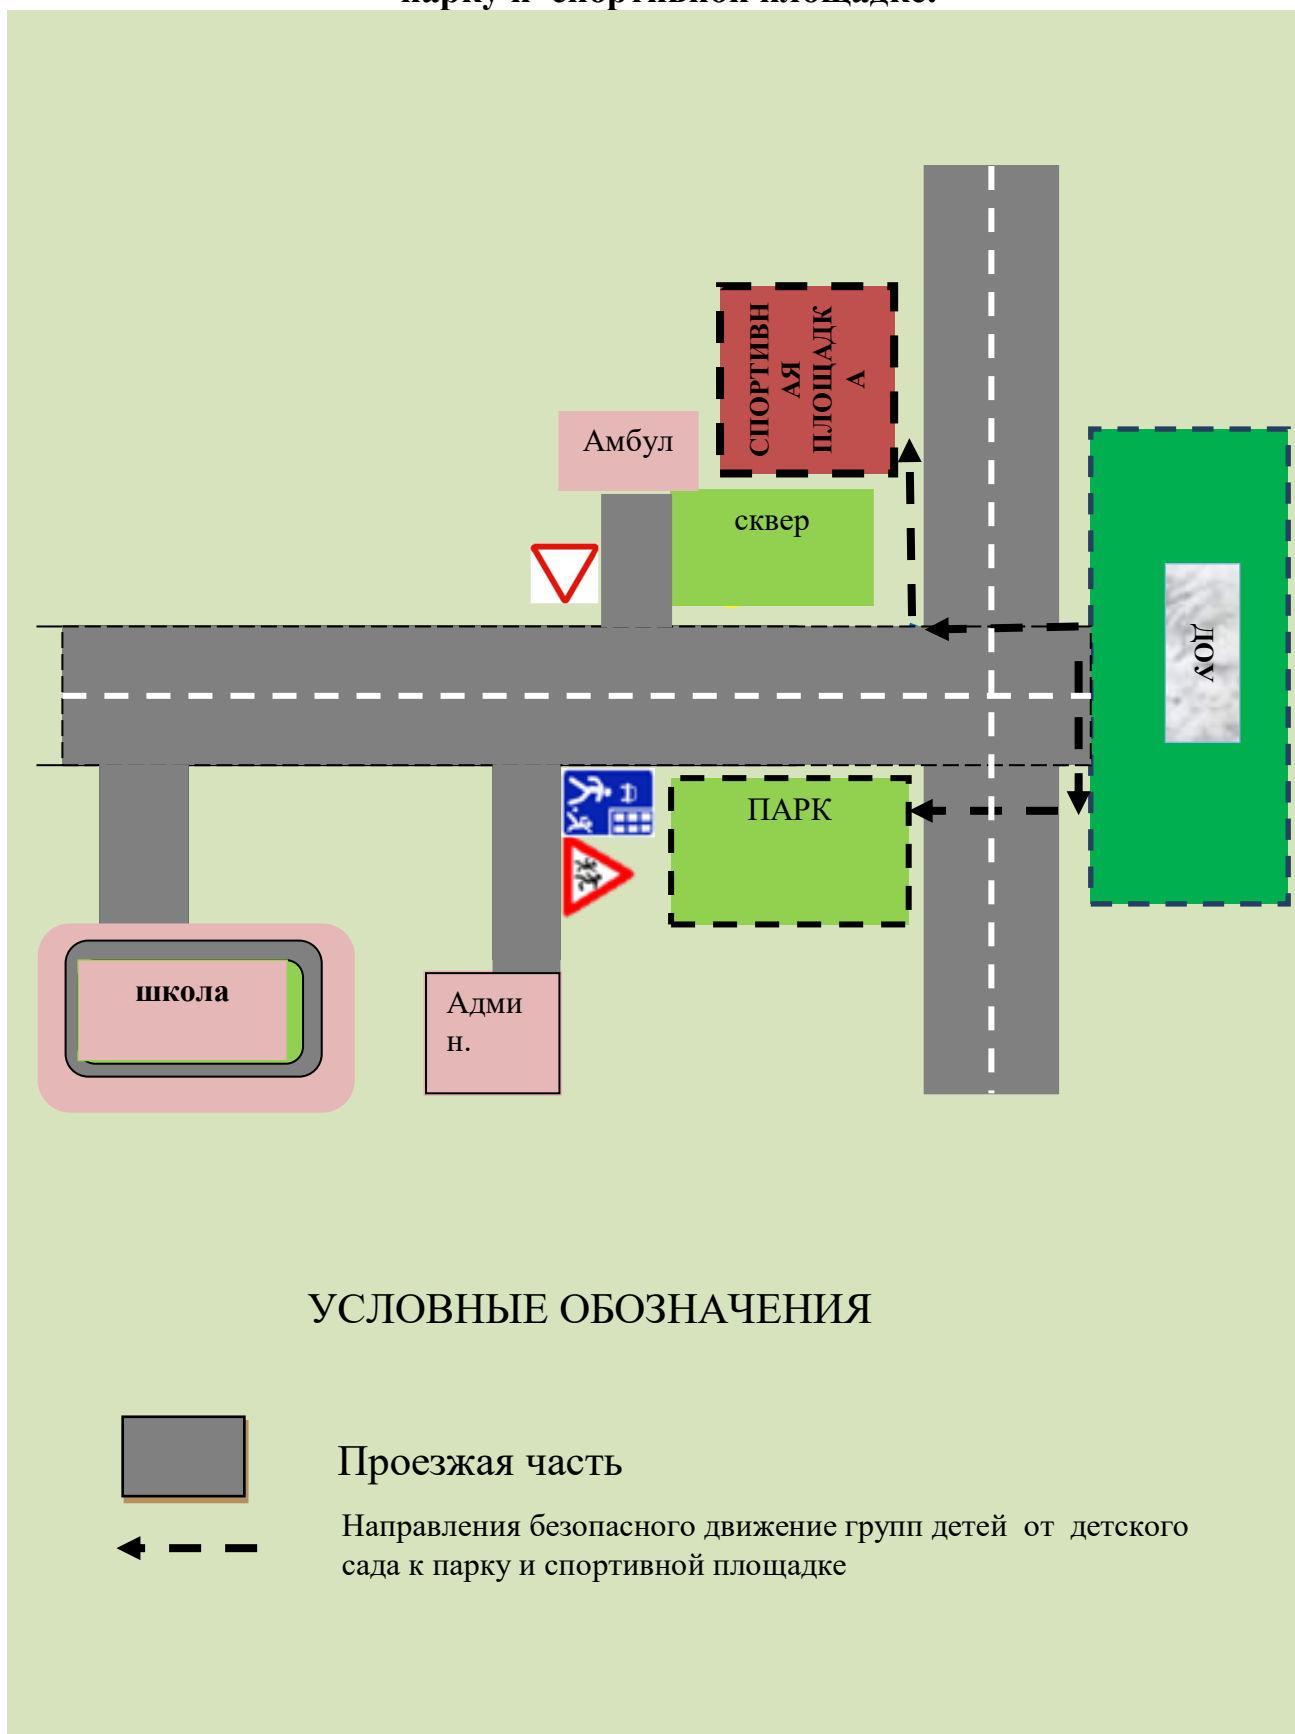 парку и спортивной площадке.
СПОРТИВН
АЯ
ПЛОЩАДК
А
Амбул
сквер
ДОУ
ПАРК
школа
Адми
н.
УСЛОВНЫЕ ОБОЗНАЧЕНИЯ
Проезжая часть
Направления безопасного движение групп детей от детского
сада к парку и спортивной площадке